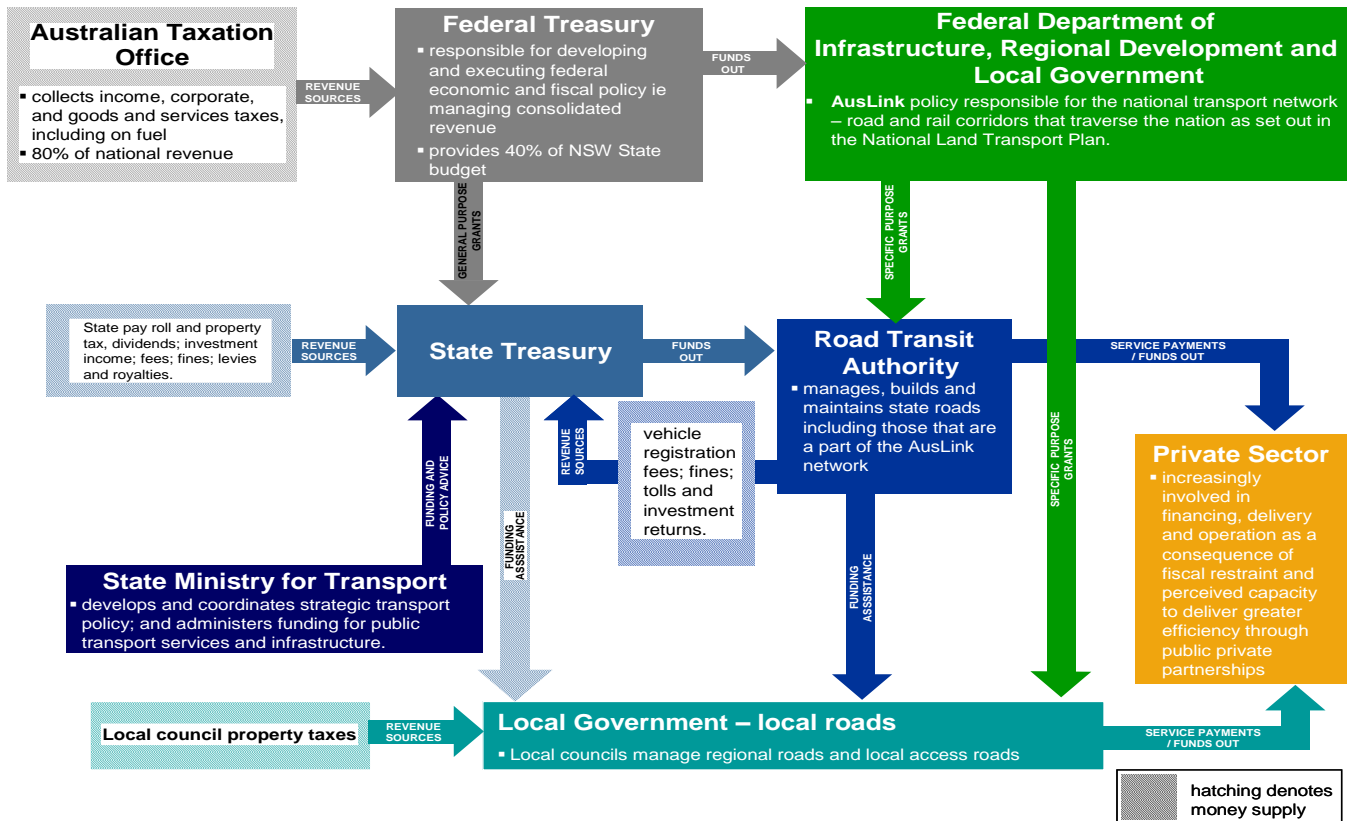 Australian Taxation
Office
▪ collects income, corporate,
and goods and services taxes,
including on fuel
▪ 80% of national revenue
REVENUE
SOURCES
Federal Treasury
▪ responsible for developing
and executing federal
economic and fiscal policy ie
managing consolidated
revenue
▪ provides 40% of NSW State
budget
FUNDS
OUT
Federal Department of
Infrastructure, Regional Development and
Local Government
▪ AusLink policy responsible for the national transport network
– road and rail corridors that traverse the nation as set out in
the National Land Transport Plan.
GENERAL PURPOSE
GRANTS
SPECIFIC PURPOSE
GRANTS
State pay roll and property
tax, dividends; investment
income; fees; fines; levies
and royalties.
REVENUE
SOURCES
State Treasury
FUNDS
OUT
Road Transit
Authority
▪ manages, builds and
maintains state roads
including those that are
a part of the AusLink
network
SERVICE PAYMENTS
/ FUNDS OUT
FUNDING AND
POLICY ADVICE
REVENUE
SOURCES
vehicle
registration
fees; fines;
tolls and
investment
returns.
SPECIFIC PURPOSE
GRANTS
Private Sector
▪ increasingly
involved in
financing, delivery
and operation as a
consequence of
fiscal restraint and
perceived capacity
to deliver greater
efficiency through
public private
partnerships
FUNDING
ASSSISTANCE
FUNDING
ASSSISTANCE
State Ministry for Transport
▪ develops and coordinates strategic transport
policy; and administers funding for public
transport services and infrastructure.
Local council property taxes
REVENUE
SOURCES
Local Government – local roads
▪ Local councils manage regional roads and local access roads
SERVICE PAYMENTS
/ FUNDS OUT
hatching denotes
money supply